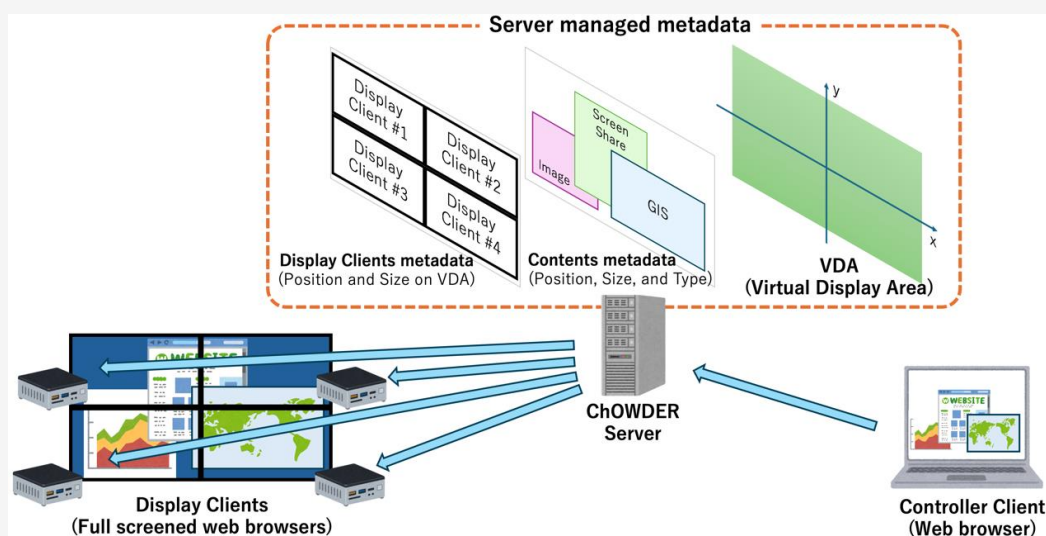 Server managed metadata
Display
Client #1
Display
Client #2
Display
Client #3
Display
Client #4
Display Clients metadata
(Position and Size on VDA)
Image
Screen
Share
GIS
Contents metadata
(Position, Size, and Type)
y
x
VDA
(Virtual Display Area)
WEBSITE
ChOWDER
Server
Display Clients
(Full screened web browsers)
WEBSITE
Controller Client
(Web browser)